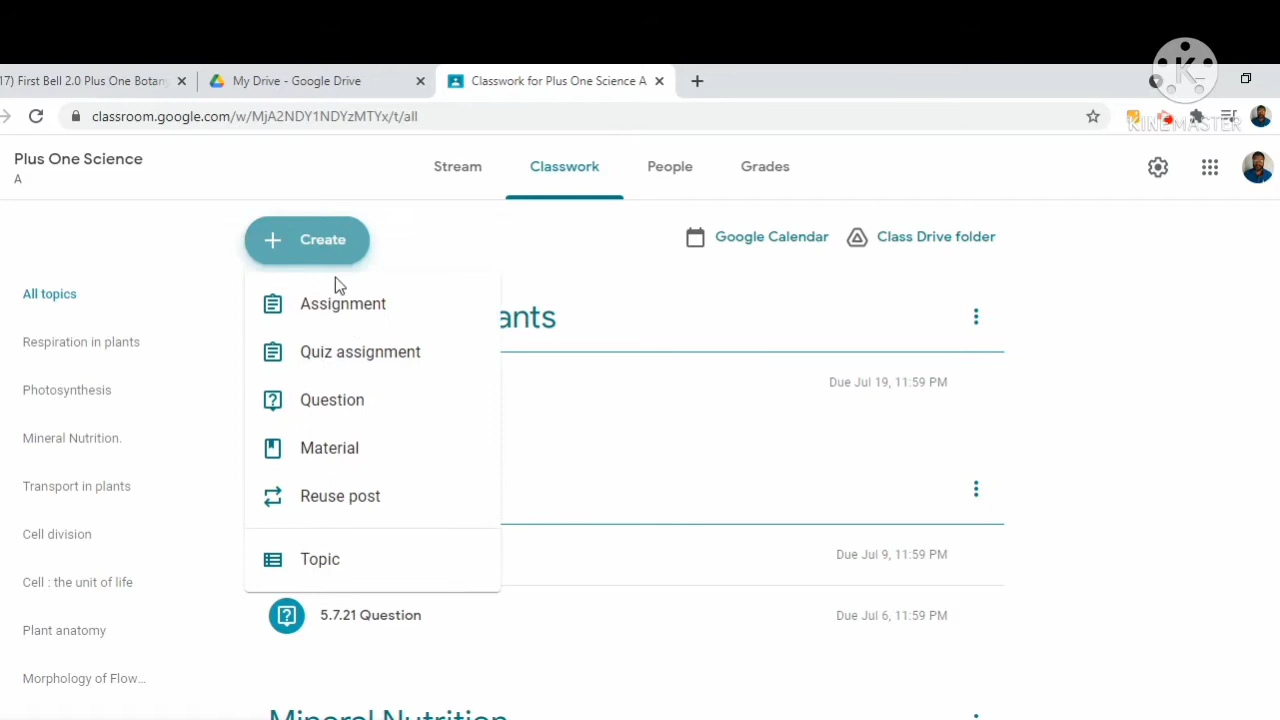 17) First Bell 2.0 Plus One Botan
My Drive - Google Drive
Classwork for Plus One Science A
K
classroom.google.com/w/MjA2NDY1NDYzMTYx/t/all
KINEMASTER
Plus One Science
A
Stream
Classwork
People
Grades
Create
Google Calendar
Class Drive folder
All topics
Assignment
ants
Respiration in plants
Quiz assignment
Photosynthesis
Question
Due Jul 19, 11:59 PM
Mineral Nutrition.
Material
Transport in plants
Reuse post
Cell division
Topic
Due Jul 9, 11:59 PM
Cell : the unit of life
5.7.21 Question
Due Jul 6, 11:59 PM
Plant anatomy
Morphology of Flow...
Mineral Nutrition